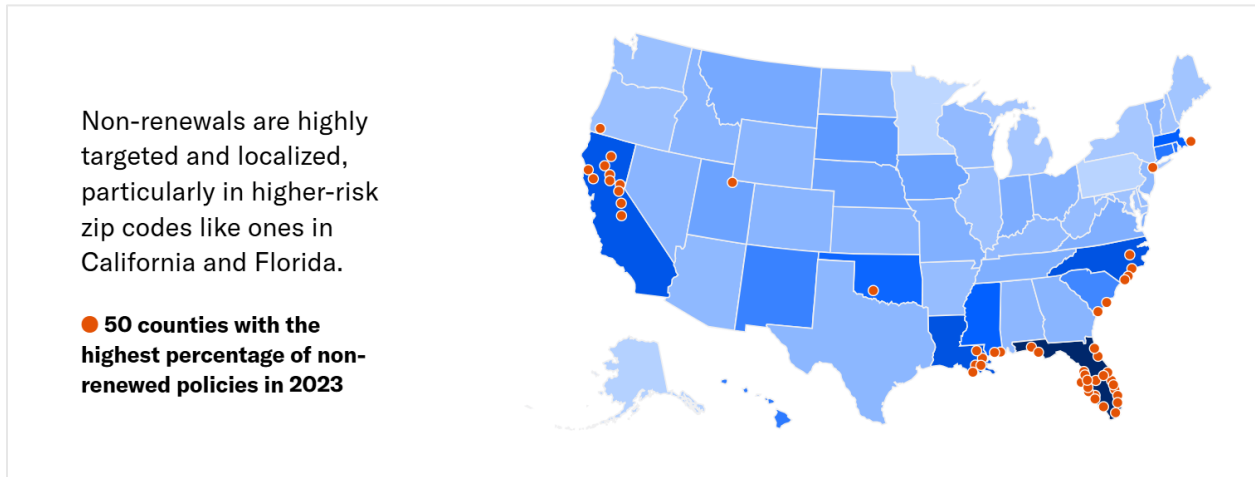 Non-renewals are highly
targeted and localized,
particularly in higher-risk
zip codes like ones in
California and Florida.
50 counties with the
highest percentage of non-
renewed policies in 2023